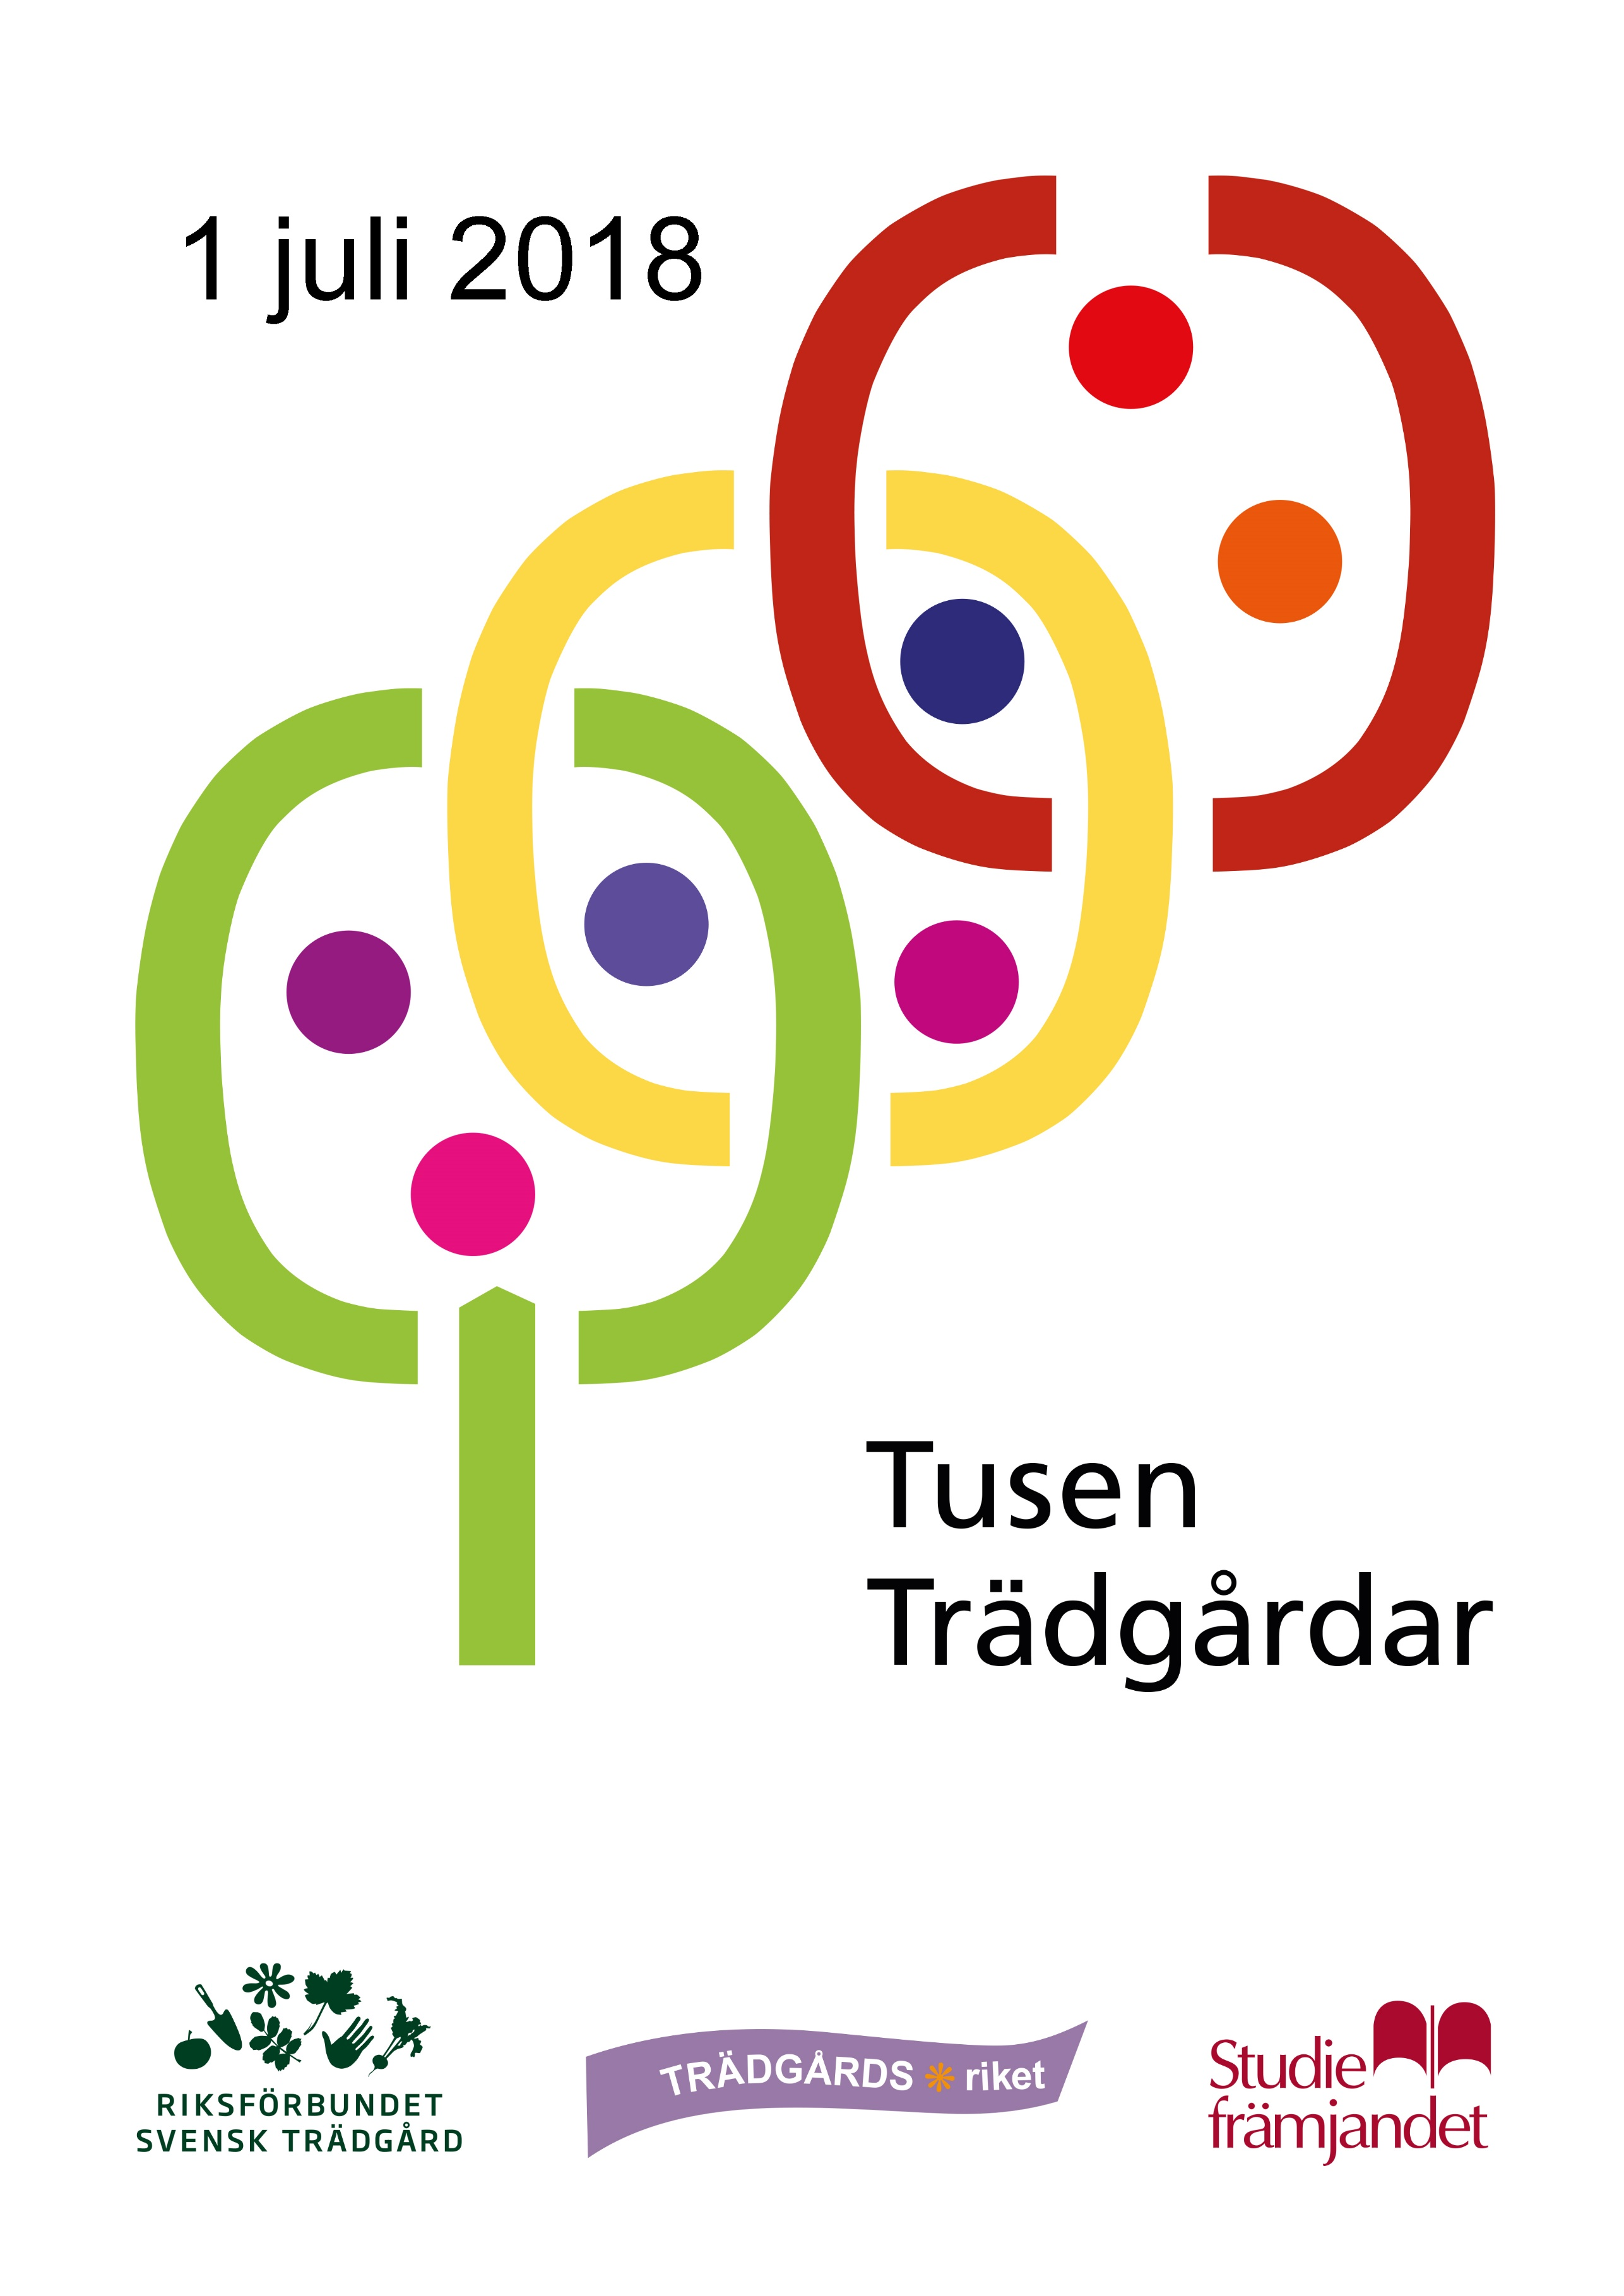 1 juli 2018
Tusen
Trädgårdar
RIKSFÖRBUNDET
SVENSK TRÄDGÅRD
TRÄDGÅRDS riket
Studie
främjandet